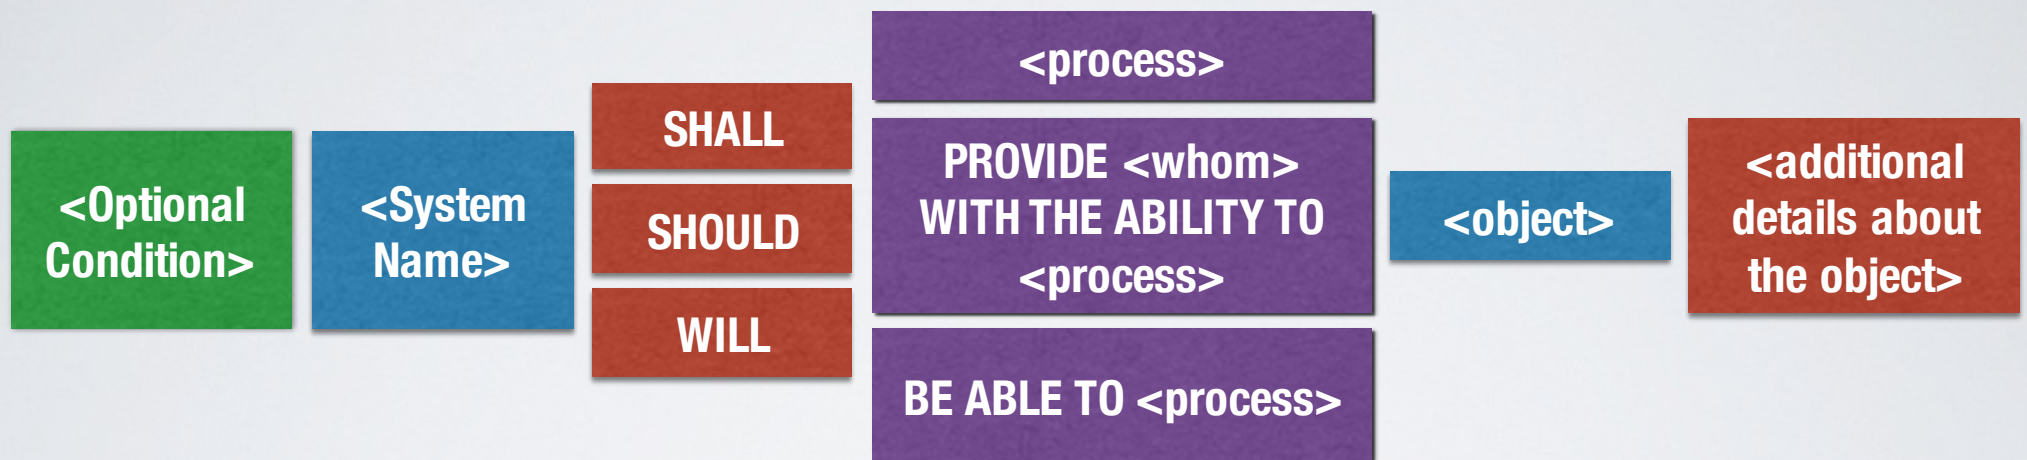 <Optional
Condition>
<System
Name>
SHALL
SHOULD
WILL
<process>
PROVIDE <whom>
WITH THE ABILITY TO
<process>
BE ABLE TO <process>
<object>
<additional
details about
the object>